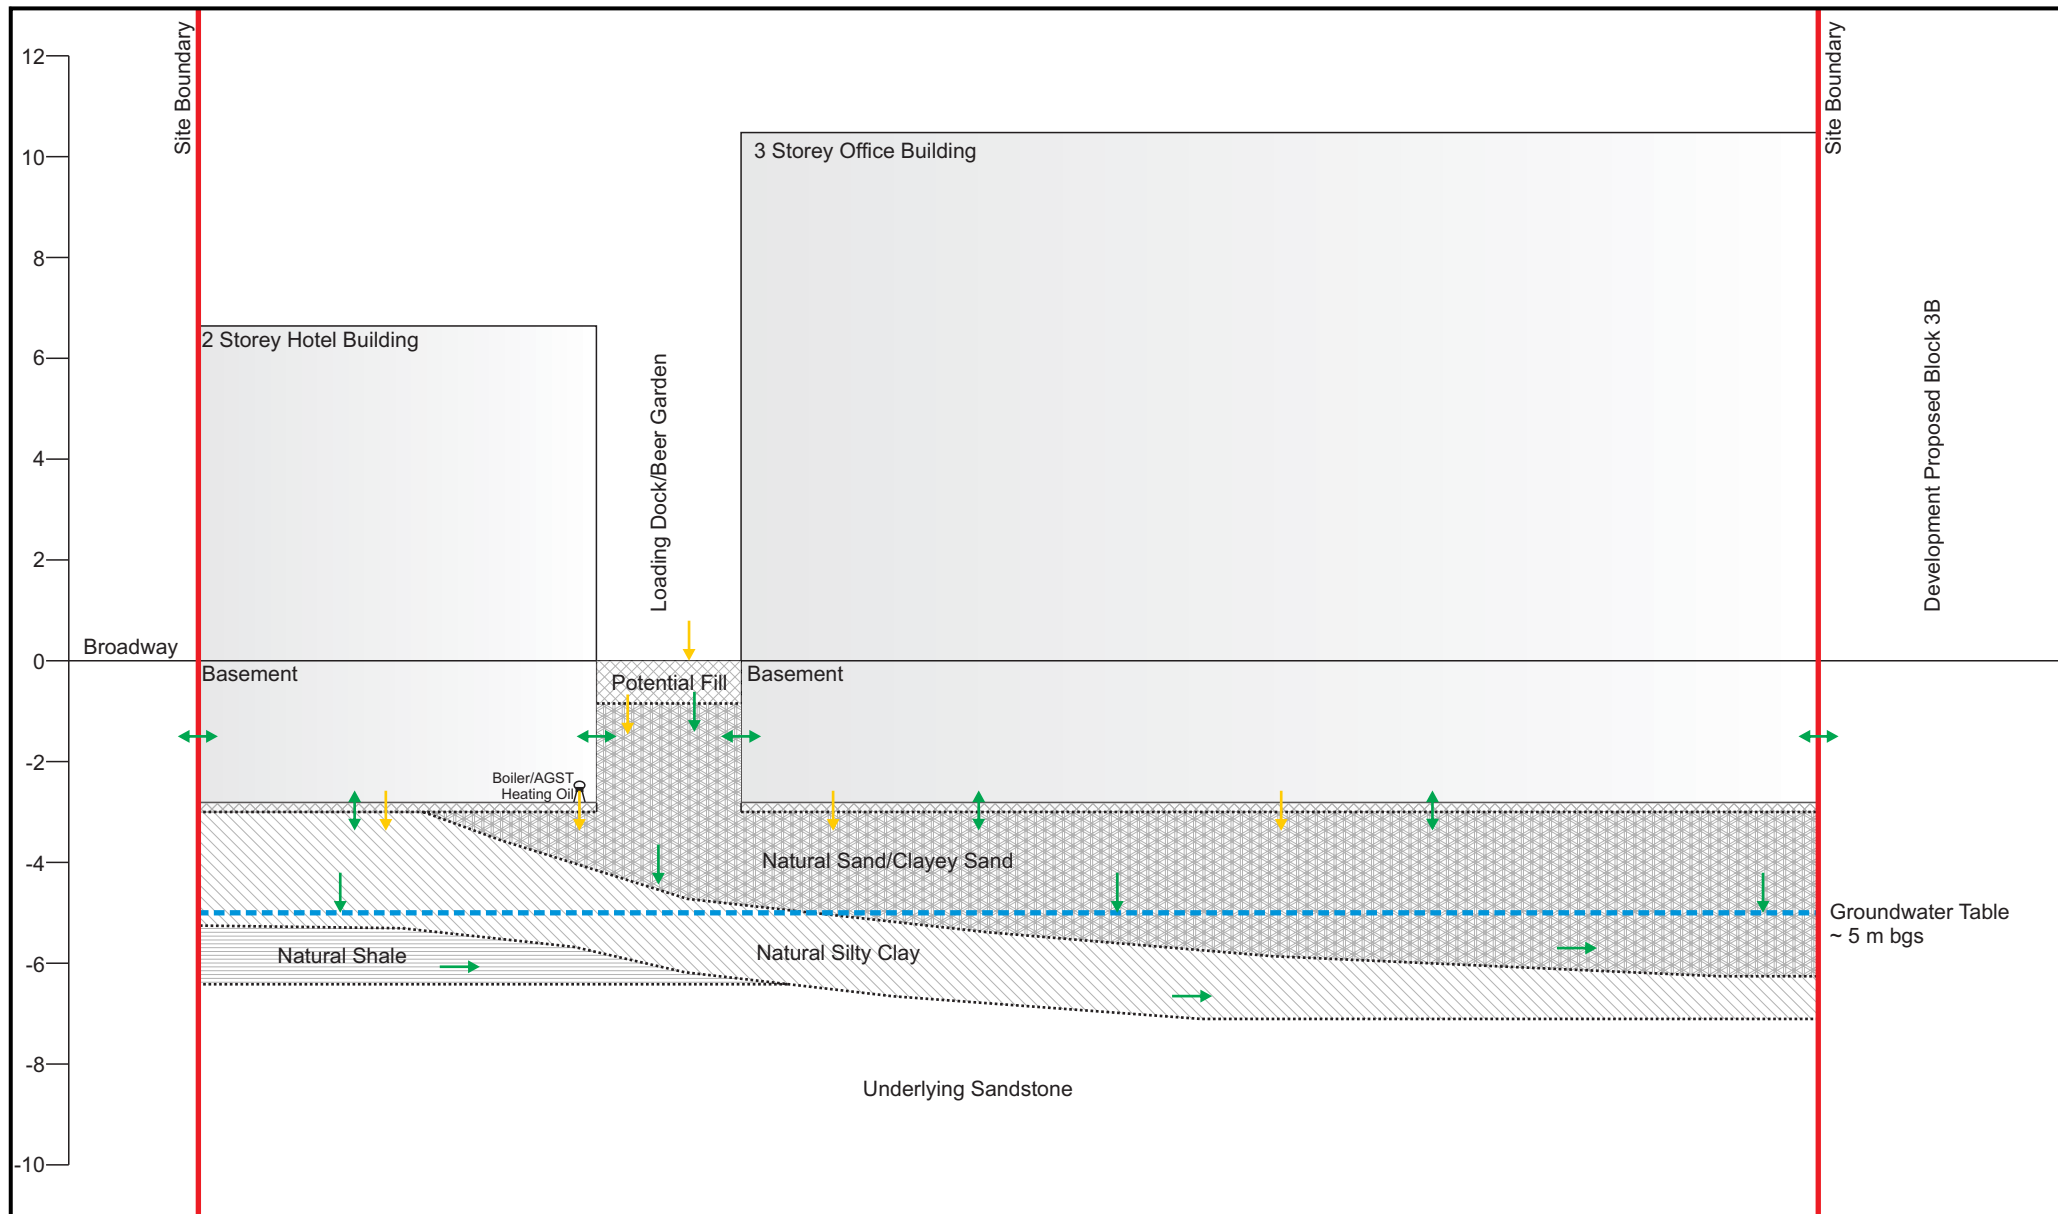 12
10
8
6
4
2
0
-2
-4
-6
-8
-10
Site Boundary
Site Boundary
3 Storey Office Building
2 Storey Hotel Building
Loading Dock/Beer Garden
Development Proposed Block 3B
Broadway
Basement
Potential Fill
Basement
Boiler/AGST
Heating Oil
Natural Sand/Clayey Sand
Groundwater Table
~ 5 m bgs
Natural Shale
Natural Silty Clay
Underlying Sandstone